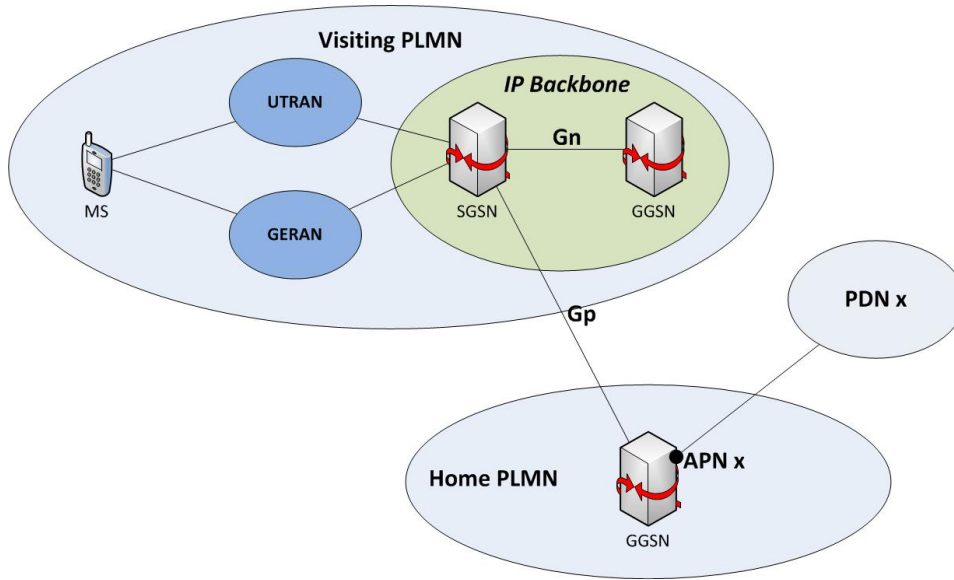 Visiting PLMN
IP Backbone
UTRAN
Gn
MS
SGSN
GGSN
GERAN
PDN x
Gp
APN x
Home PLMN
GGSN